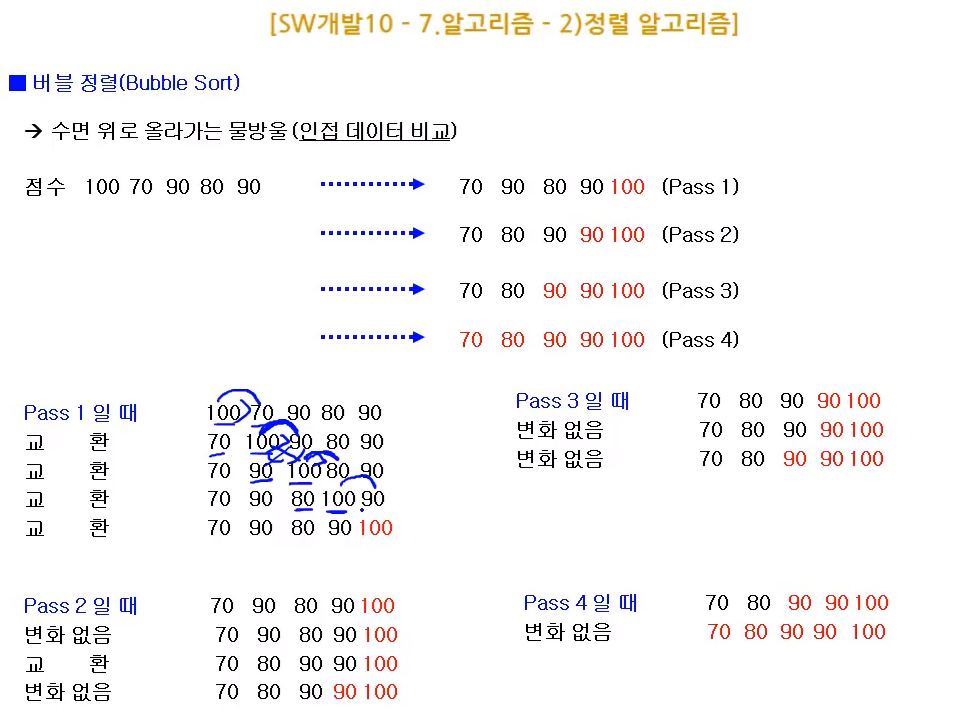 [SW개발10 - 7.알고리즘 - 2)정렬 알고리즘]
■ 버블 정렬(Bubble Sort)
→ 수면 위로 올라가는 물방울(인접 데이터 비교)
점수 100 70 90 80 90 70 90 80 90 100 (Pass 1)
70 80 90 90 100 (Pass 2)
70 80 90 90 100 (Pass 3)
70 80 90 90 100 (Pass 4)
Pass 1일 때 100 70 90 80 90
교 환 70 100 90 80 90
교 환 70 90 100 80 90
교 환 70 90 80 100 90
교 환 70 90 80 90 100
Pass 2일 때 70 90 80 90 100
변화 없음 70 90 80 90 100
교 환 70 80 90 90 100
변화 없음 70 80 90 90 100
Pass 3일 때 70 80 90 90 100
변화 없음 70 80 90 90 100
변화 없음 70 80 90 90 100
Pass 4일 때 70 80 90 90 100
변화 없음 70 80 90 90 100